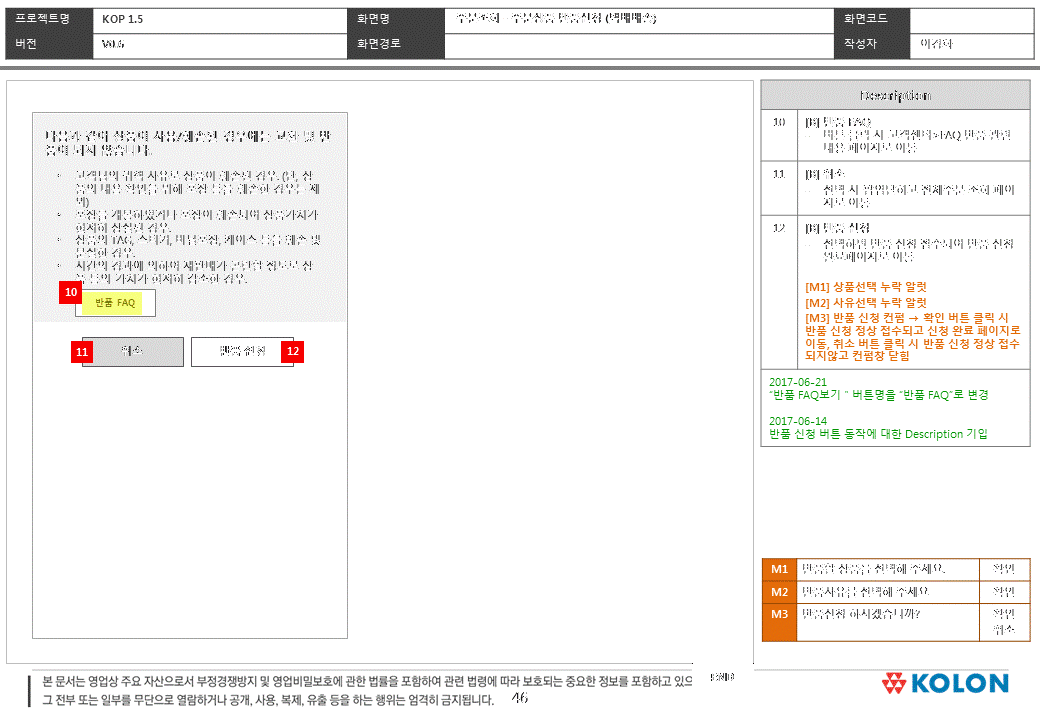 프로젝트명 KOP 1.5 화면명 주문조회 – 주문상품 반품신청 (택배배송) 화면코드
버전 V0.6 화면경로 작성자 이경하
다음과 같이 상품이 사용/훼손된 경우에는 교환 및 반
품이 되지 않습니다.
• 고객님의 귀책 사유로 상품이 훼손된 경우. (단, 상
품의 내용 확인을 위해 포장 등을 훼손한 경우는 제
외)
• 포장을 개봉하였거나 포장이 훼손되어 상품가치가
현저히 상실된 경우.
• 상품의 TAG, 스티커, 비닐포장, 케이스 등을 훼손 및
분실한 경우.
• 시간의 경과에 의하여 재판매가 곤란할 정도로 상
품 등의 가치가 현저히 감소한 경우.
10 반품 FAQ
11 취소
반품 신청 12
Description
10 [B] 반품 FAQ
- 버튼 클릭 시 고객센터>FAQ 반품 관련
내용 페이지로 이동
11 [B] 취소
- 선택 시 팝업닫히고 전체주문 조회 페이
지로 이동
12 [B] 반품 신청
- 선택하면 반품 신청 접수되어 반품 신청
완료페이지로 이동
[M1] 상품선택 누락 알럿
[M2] 사유선택 누락 알럿
[M3] 반품 신청 컨펌 → 확인 버튼 클릭 시
반품 신청 정상 접수되고 신청 완료 페이지로
이동, 취소 버튼 클릭 시 반품 신청 정상 접수
되지않고 컨펌창 닫힘
2017-06-21
“반품 FAQ보기 ” 버튼명을 “반품 FAQ”로 변경
2017-06-14
반품 신청 버튼 동작에 대한 Description 기입
M1 반품할 상품을 선택해 주세요. 확인
M2 반품사유를 선택해 주세요. 확인
M3 반품신청 하시겠습니까? 확인
취소
본 문서는 영업상 주요 자산으로서 부정경쟁방지 및 영업비밀보호에 관한 법률을 포함하여 관련 법령에 따라 보호되는 중요한 정보를 포함하고 있으
그 전부 또는 일부를 무단으로 열람하거나 공개, 사용, 복제, 유출 등을 하는 행위는 엄격히 금지됩니다. 46
KOLON